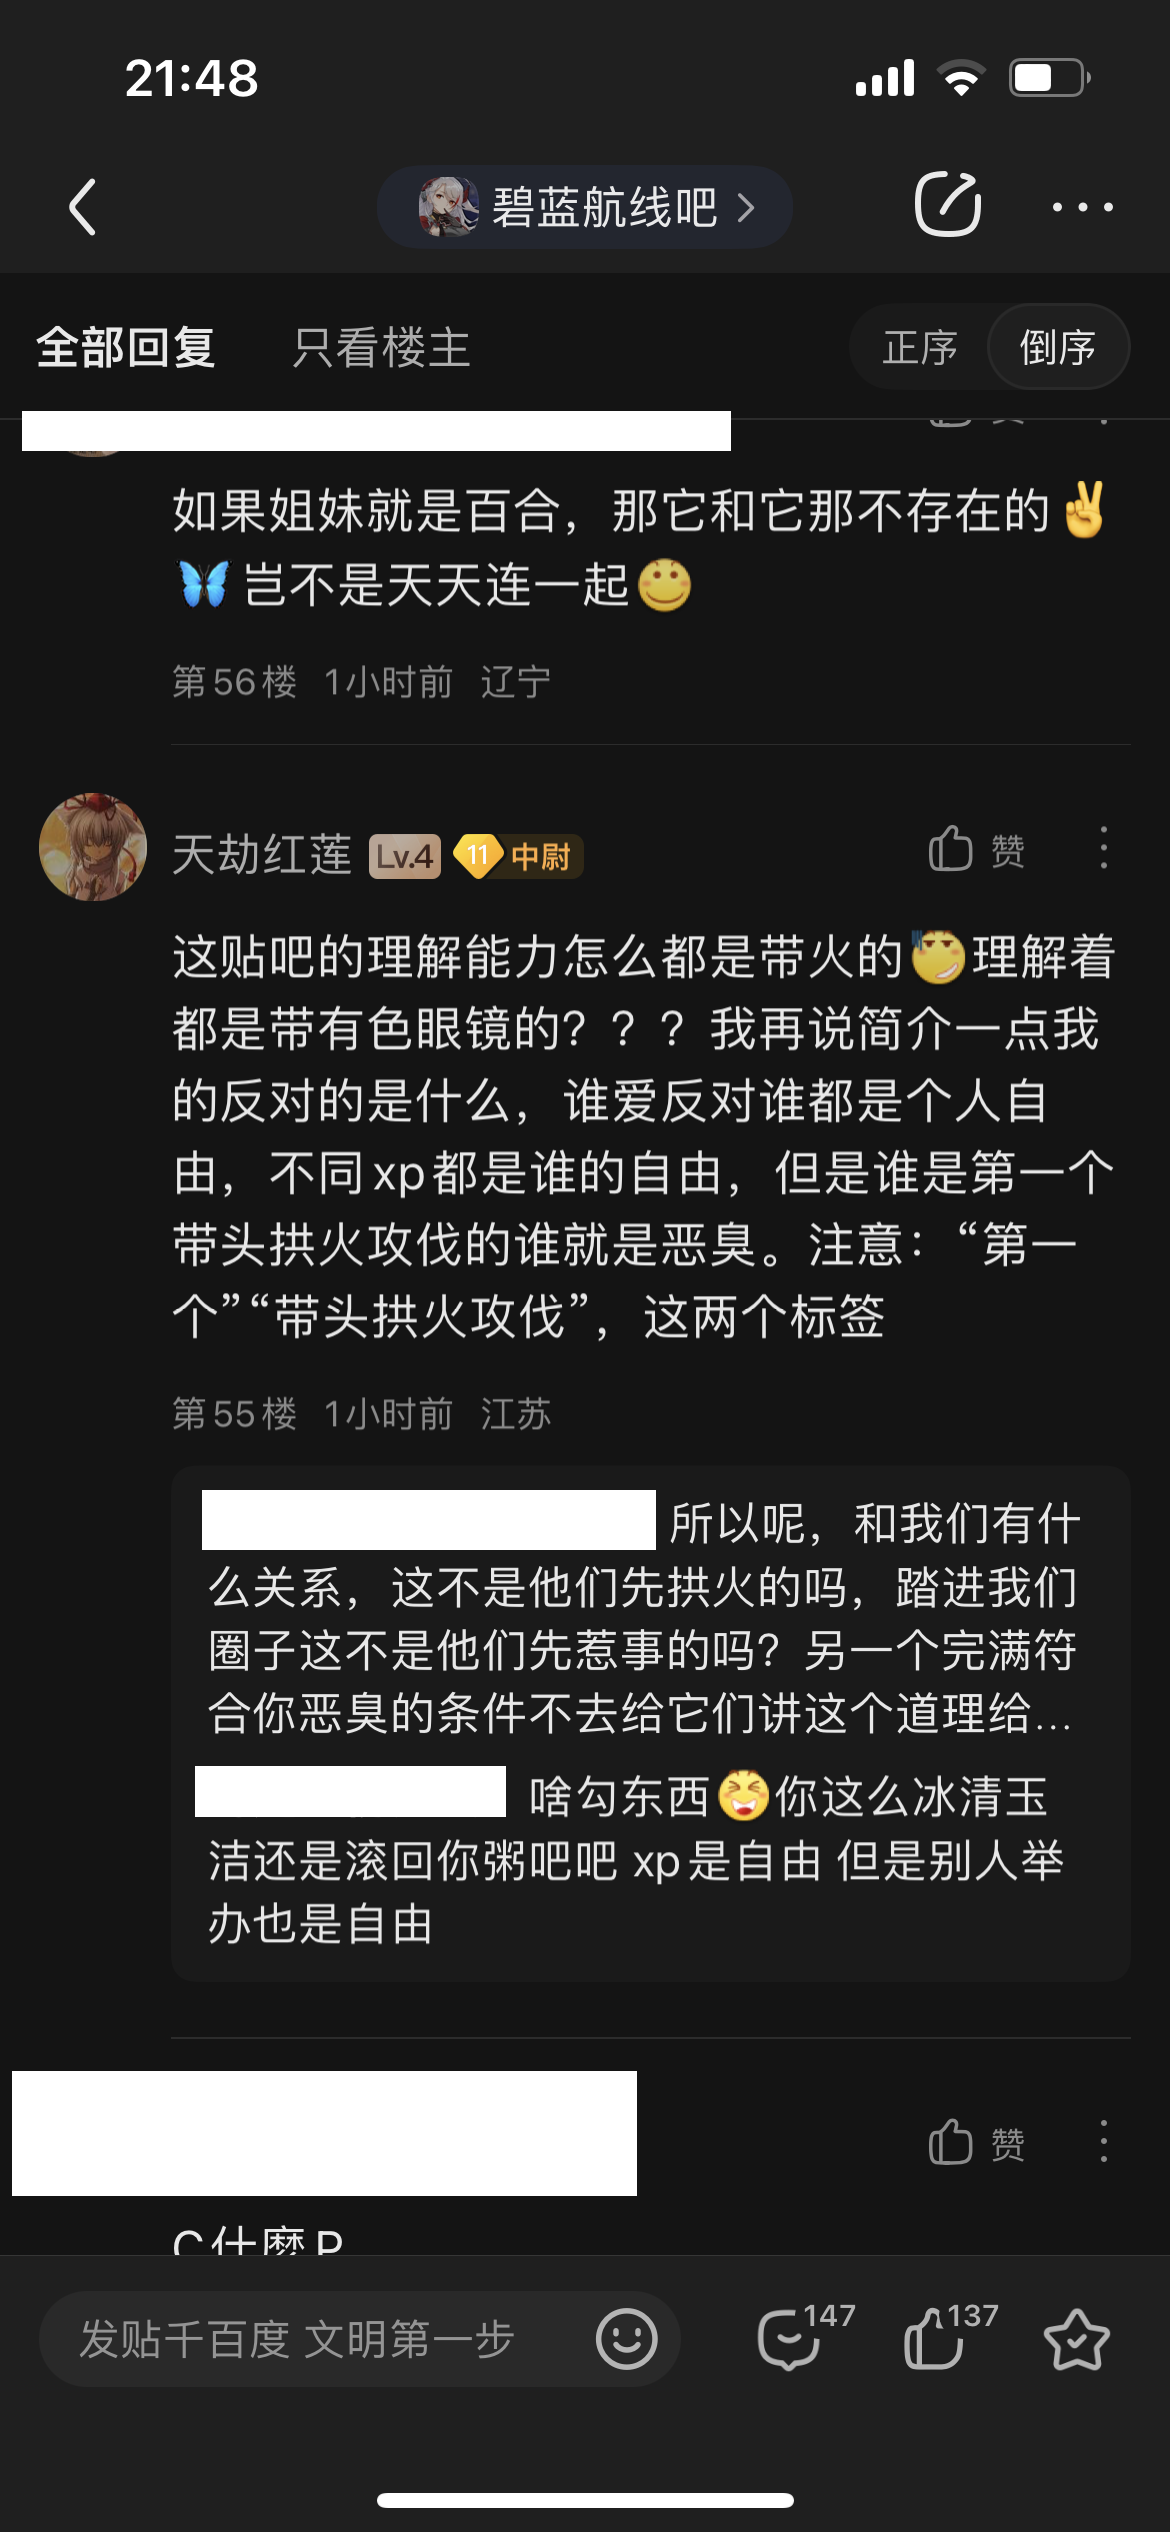 21:48
碧蓝航线吧
全部回复 只看楼主 正序 倒序
如果姐妹就是百合，那它和它那不存在的✌️
🦋岂不是天天连一起😊
第56楼 1小时前 辽宁
天劫红莲 Lv.4 11 中尉 赞
这贴吧的理解能力怎么都是带火的😅理解着
都是带有色眼镜的？？？我再说简介一点我
的反对的是什么，谁爱反对谁都是个人自
由，不同xp都是谁的自由，但是谁是第一个
带头拱火攻伐的谁就是恶臭。注意：“第一
个”“带头拱火攻伐”，这两个标签
第55楼 1小时前 江苏
所以呢，和我们有什
么关系，这不是他们先拱火的吗，踏进我们
圈子这不是他们先惹事的吗？另一个完满符
合你恶臭的条件不去给它们讲这个道理给...
啥勾东西😆你这么冰清玉
洁还是滚回你粥吧吧 xp是自由 但是别人举
办也是自由
赞
C什麽P
发贴千百度 文明第一步 147 137